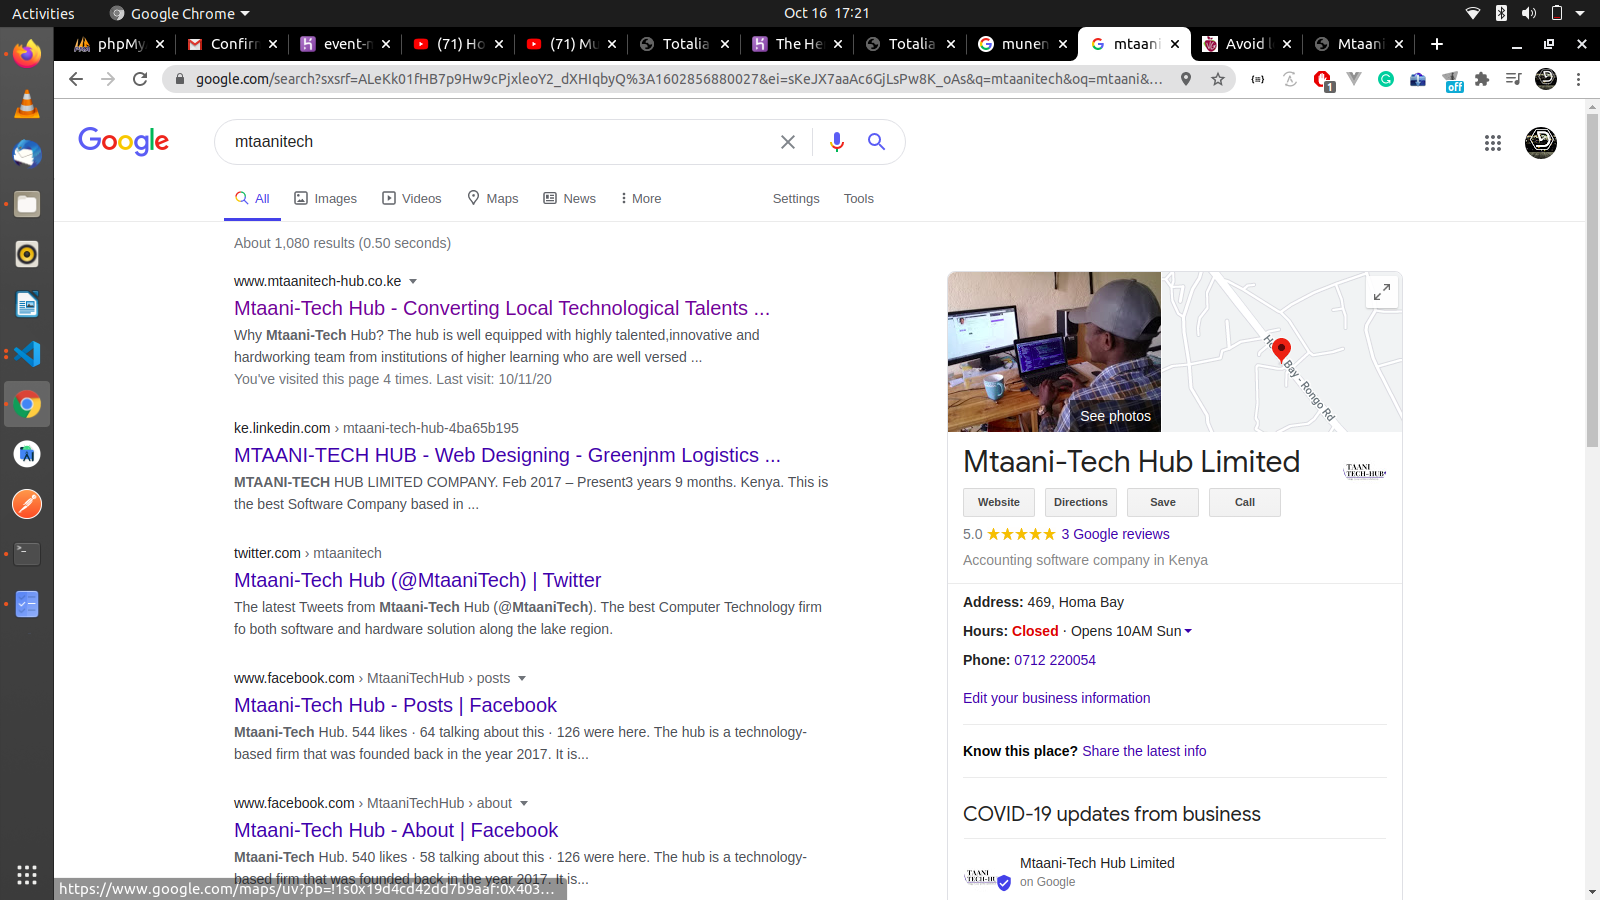 Activities
Google Chrome
Oct 16 17:21
phpMy
Confirm
event-n
(71) Ho
(71) Mu
Totalia
The He
Totalia
munen
mtaani
Avoid l
Mtaani
google.com/search?sxsrf=ALeKk01fHB7p9Hw9cPjxleoY2_dXHIqbyQ%3A1602856880027&ei=sKeJX7aaAc6GjLsPw8K_oAs&q=mtaanitech&oq=mtaani&...
1
off
Google
mtaanitech
All
Images
Videos
Maps
News
More
Settings
Tools
About 1,080 results (0.50 seconds)
www.mtaanitech-hub.co.ke
Mtaani-Tech Hub - Converting Local Technological Talents ...
Why Mtaani-Tech Hub? The hub is well equipped with highly talented,innovative and
hardworking team from institutions of higher learning who are well versed ...
You've visited this page 4 times. Last visit: 10/11/20
ke.linkedin.com › mtaani-tech-hub-4ba65b195
MTAANI-TECH HUB - Web Designing - Greenjnm Logistics ...
MTAANI-TECH HUB LIMITED COMPANY. Feb 2017 – Present3 years 9 months. Kenya. This is
the best Software Company based in ...
twitter.com › mtaanitech
Mtaani-Tech Hub (@MtaaniTech) | Twitter
The latest Tweets from Mtaani-Tech Hub (@MtaaniTech). The best Computer Technology firm
fo both software and hardware solution along the lake region.
www.facebook.com › MtaaniTechHub › posts
Mtaani-Tech Hub - Posts | Facebook
Mtaani-Tech Hub. 544 likes · 64 talking about this · 126 were here. The hub is a technology-
based firm that was founded back in the year 2017. It is...
www.facebook.com › MtaaniTechHub › about
Mtaani-Tech Hub - About | Facebook
Mtaani-Tech Hub. 540 likes · 58 talking about this · 126 were here. The hub is a technology-
based firm that was founded back in the year 2017. It is...
https://www.google.com/maps/uv?pb=!1s0x19d4cd42dd7b9aaf:0x403...
See photos
Homa Bay - Rongo Rd
Mtaani-Tech Hub Limited
TAANI
TECH-HUB
Website
Directions
Save
Call
5.0 ★★★★★ 3 Google reviews
Accounting software company in Kenya
Address: 469, Homa Bay
Hours: Closed · Opens 10AM Sun
Phone: 0712 220054
Edit your business information
Know this place? Share the latest info
COVID-19 updates from business
TAANI
TECH-HUB
Mtaani-Tech Hub Limited
on Google